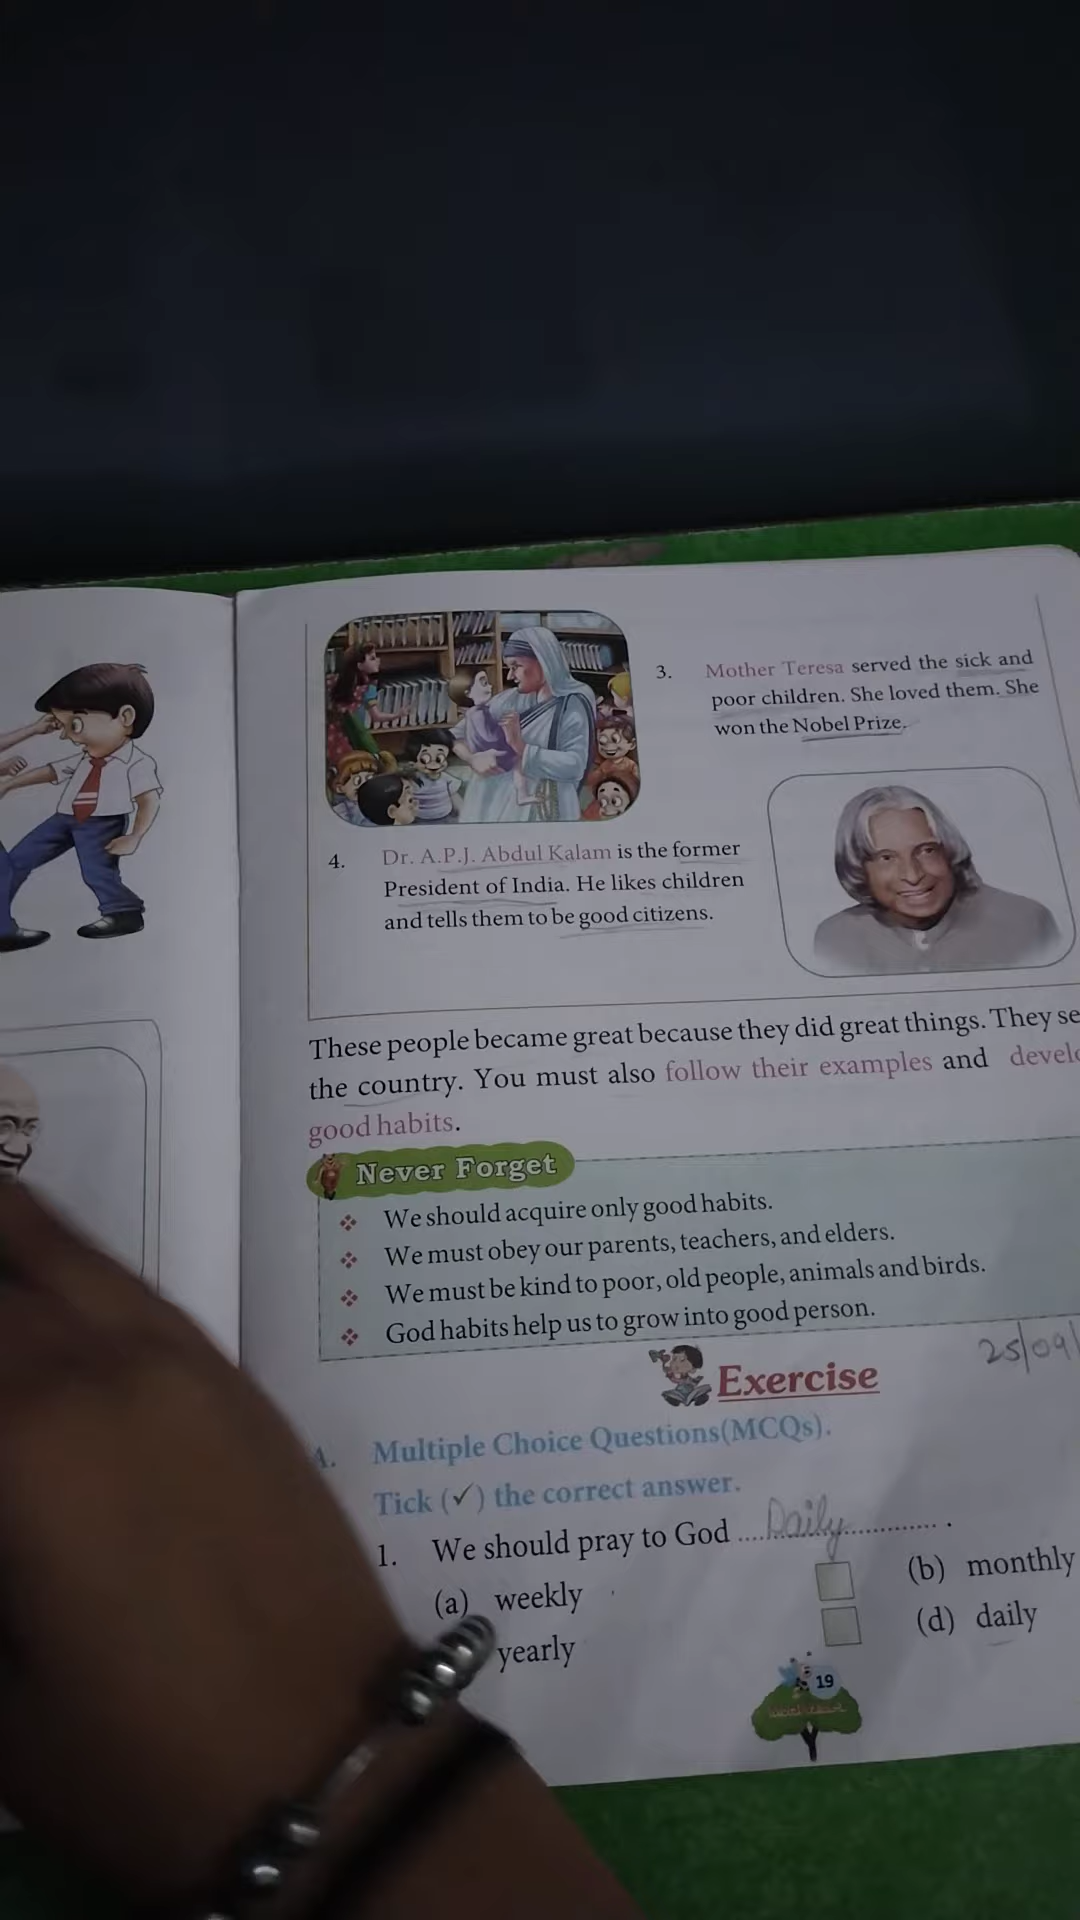 3. Mother Teresa served the sick and
poor children. She loved them. She
won the Nobel Prize.
4. Dr. A.P.J. Abdul Kalam is the former
President of India. He likes children
and tells them to be good citizens.
These people became great because they did great things. They
the country. You must also follow their examples and
good habits.
Never Forget
We should acquire only good habits.
We must obey our parents, teachers, and elders.
We must be kind to poor, old people, animals and birds.
God habits help us to grow into good person.
25/09/
Exercise
Multiple Choice Questions(MCQs).
Tick (✓) the correct answer.
1. We should pray to God ....Daily.............. .
(a) weekly (b) monthly
yearly (d) daily
19